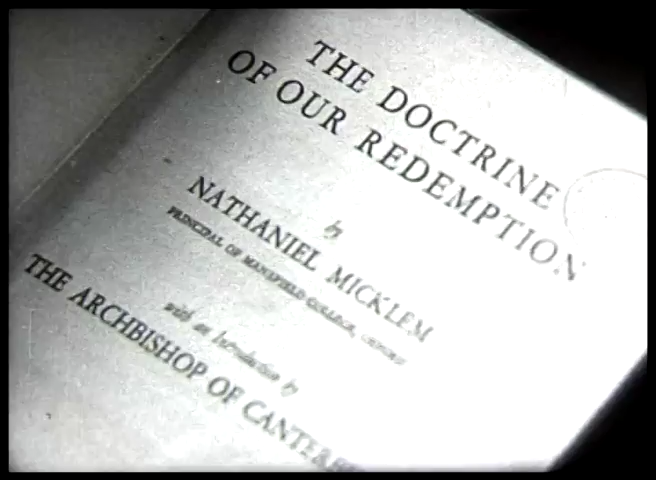 THE DOCTRINE
OF OUR REDEMPTION
by
NATHANIEL MICKLEM
PRINCIPAL OF MANSFIELD COLLEGE, OXFORD
with an Introduction by
THE ARCHBISHOP OF CANTERB